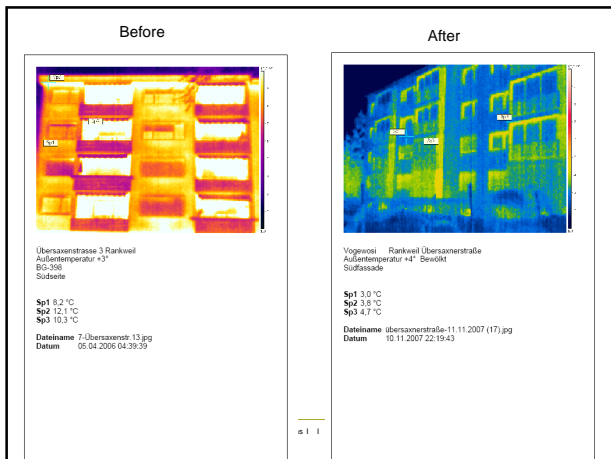 Before
After
Übersaxenstrasse 3 Rankweil
Außentemperatur +3°
BG-398
Südseite
Sp1 8,2 °C
Sp2 12,1 °C
Sp3 10,3 °C
Dateiname 7-Übersaxenstr.13.jpg
Datum 05.04.2006 04:39:39
Vogewosi Rankweil Übersaxnerstraße
Außentemperatur +4° Bewölkt
Südfassade
Sp1 3,0 °C
Sp2 3,8 °C
Sp3 4,7 °C
Dateiname übersaxnerstraße-11.11.2007 (17).jpg
Datum 10.11.2007 22:19:43